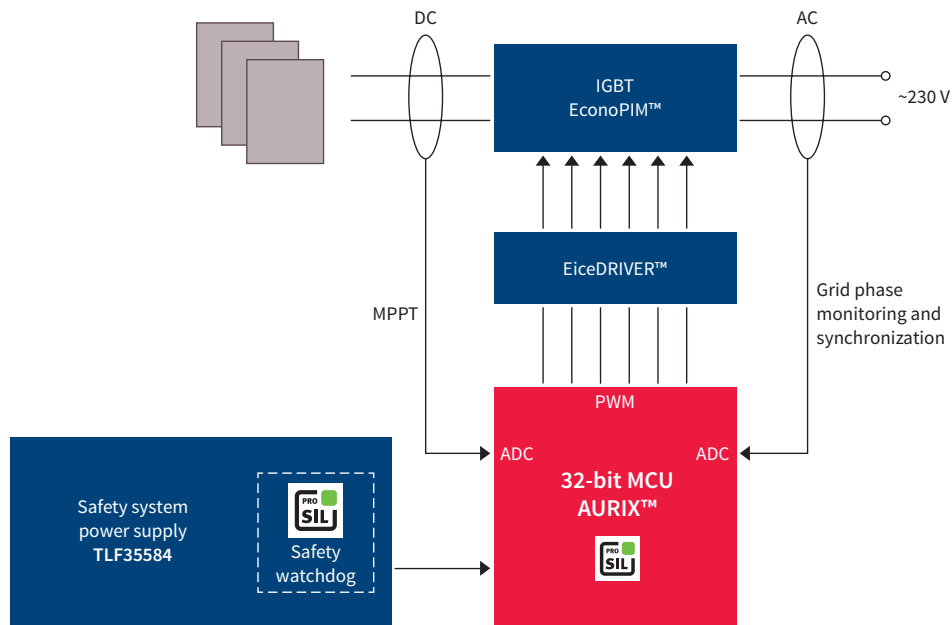 DC
AC
IGBT
EconoPIM™
~230 V
EiceDRIVER™
MPPT
Grid phase
monitoring and
synchronization
PWM
ADC
ADC
32-bit MCU
AURIX™
PRO
SIL
Safety system
power supply
TLF35584
PRO
SIL
Safety
watchdog